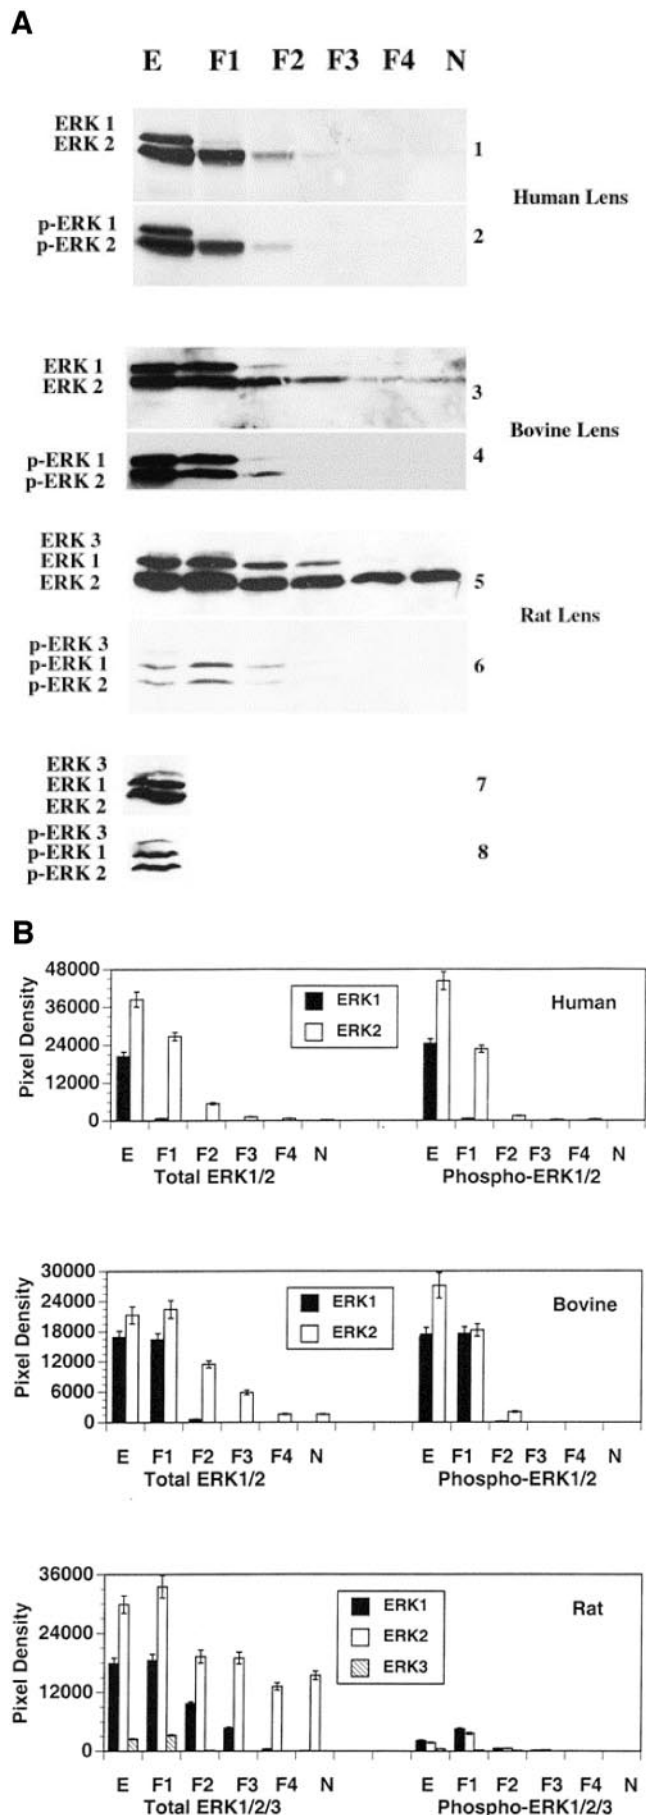 A
E F1 F2 F3 F4 N
ERK 1
ERK 2
1
Human Lens
p-ERK 1
p-ERK 2
2
ERK 1
ERK 2
3
Bovine Lens
p-ERK 1
p-ERK 2
4
ERK 3
ERK 1
ERK 2
5
Rat Lens
p-ERK 3
p-ERK 1
p-ERK 2
6
ERK 3
ERK 1
ERK 2
7
p-ERK 3
p-ERK 1
p-ERK 2
8
B
Pixel Density
48000
36000
24000
12000
0
ERK1
ERK2
Human
E F1 F2 F3 F4 N E F1 F2 F3 F4 N
Total ERK1/2 Phospho-ERK1/2
Pixel Density
30000
24000
18000
12000
6000
0
ERK1
ERK2
Bovine
E F1 F2 F3 F4 N E F1 F2 F3 F4 N
Total ERK1/2 Phospho-ERK1/2
Pixel Density
36000
24000
12000
0
ERK1
ERK2
ERK3
Rat
E F1 F2 F3 F4 N E F1 F2 F3 F4 N
Total ERK1/2/3 Phospho-ERK1/2/3